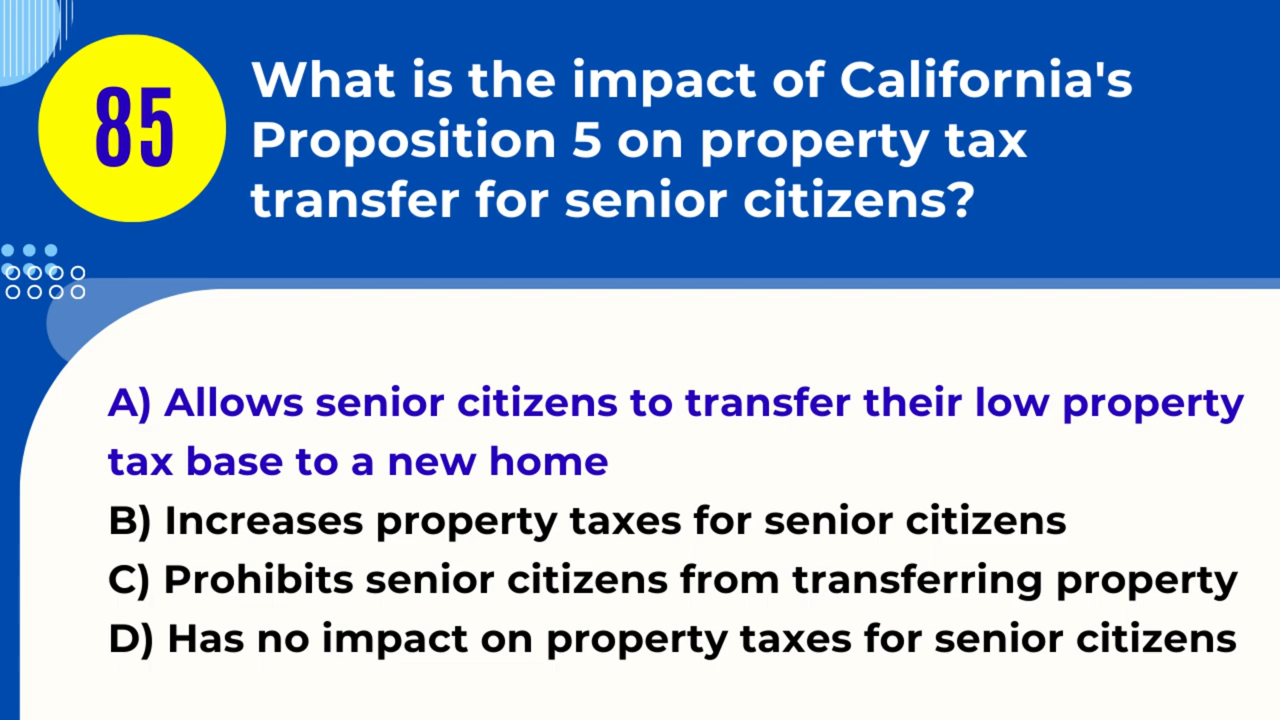 85
What is the impact of California's
Proposition 5 on property tax
transfer for senior citizens?
A) Allows senior citizens to transfer their low property
tax base to a new home
B) Increases property taxes for senior citizens
C) Prohibits senior citizens from transferring property
D) Has no impact on property taxes for senior citizens